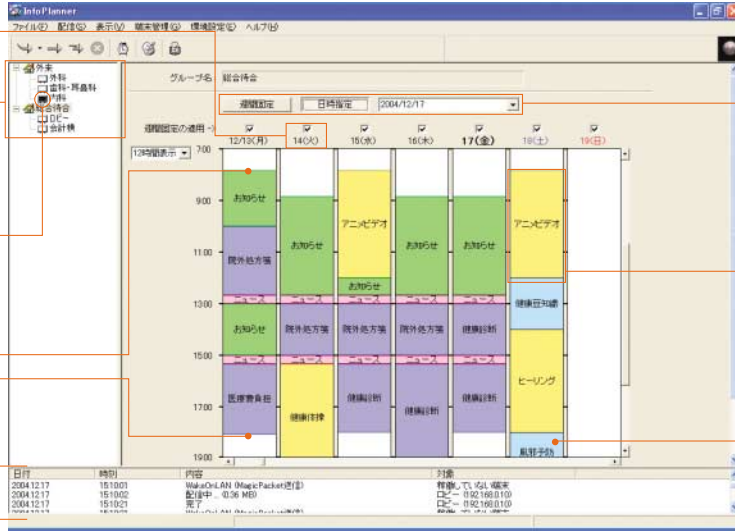 InfoPlanner
ファイル(F) 配信(S) 表示(V) 端末管理(G) 環境設定(E) ヘルプ(H)
外来
外科
歯科・耳鼻科
内科
総合待合
ロビー
会計横
グループ名 総合待合
週間固定 日時指定 2004/12/17
週間固定の適用 ->
12時間表示
12/13(月) 14(火) 15(水) 16(木) 17(金) 18(土) 19(日)
7:00
9:00
11:00
13:00
15:00
17:00
19:00
お知らせ
院外処方箋
ニュース
お知らせ
ニュース
医療費負担
お知らせ
ニュース
院外処方箋
ニュース
健康体操
アニメビデオ
お知らせ
ニュース
院外処方箋
ニュース
健康診断
お知らせ
ニュース
院外処方箋
ニュース
健康診断
お知らせ
ニュース
健康診断
ニュース
健康診断
アニメビデオ
健康豆知識
ヒーリング
風邪予防
日付 時刻 内容 対象
2004.12.17 15:10:01 WakeOnLAN (MagicPacket送信) 稼働していない端末
2004.12.17 15:10:02 配信中 .. (0.36 MB) ロビー (192.168.0.10)
2004.12.17 15:10:21 完了 ロビー (192.168.0.10)